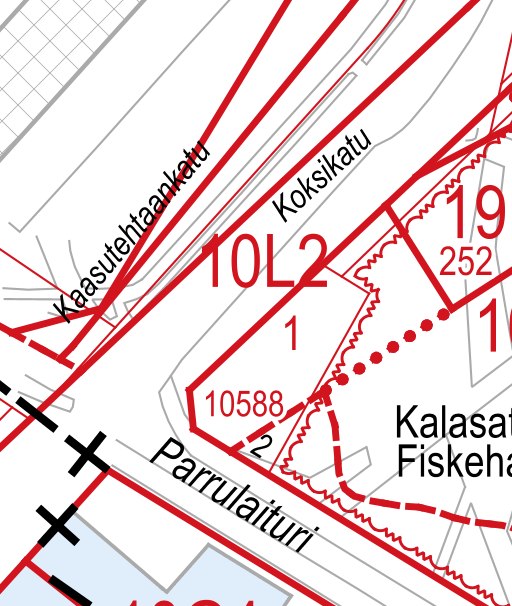 Kaasutehtaankatu
Koksikatu
19
252
10L2
1
10588
2
Kalasat
Fiskeha
Parrulaituri